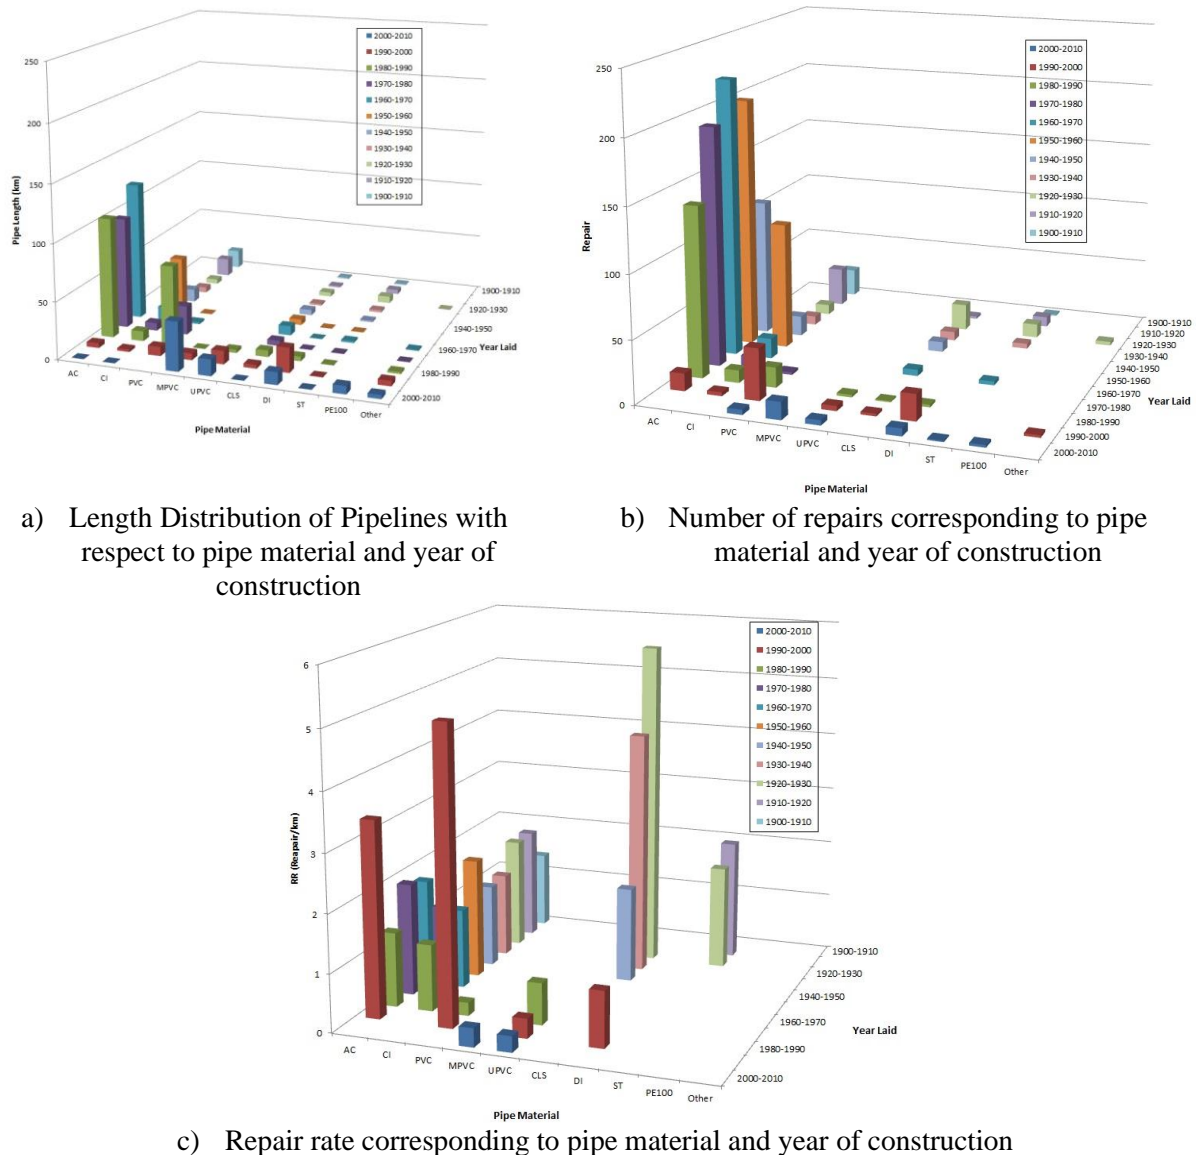 250
200
150
100
50
0
Pipe Length (km)
2000-2010
1990-2000
1980-1990
1970-1980
1960-1970
1950-1960
1940-1950
1930-1940
1920-1930
1910-1920
1900-1910
AC
CI
PVC
MPVC
UPVC
CLS
DI
ST
PE100
Other
Pipe Material
1900-1910
1920-1930
1940-1950
1960-1970
1980-1990
2000-2010
Year Laid
250
200
150
100
50
0
Repair
2000-2010
1990-2000
1980-1990
1970-1980
1960-1970
1950-1960
1940-1950
1930-1940
1920-1930
1910-1920
1900-1910
AC
CI
PVC
MPVC
UPVC
CLS
DI
ST
PE100
Other
Pipe Material
1900-1910
1910-1920
1920-1930
1930-1940
1940-1950
1950-1960
1960-1970
1970-1980
1980-1990
1990-2000
2000-2010
Year Laid
a) Length Distribution of Pipelines with
respect to pipe material and year of
construction
b) Number of repairs corresponding to pipe
material and year of construction
6
5
4
3
2
1
0
RR (Reapair/km)
2000-2010
1990-2000
1980-1990
1970-1980
1960-1970
1950-1960
1940-1950
1930-1940
1920-1930
1910-1920
1900-1910
AC
CI
PVC
MPVC
UPVC
CLS
DI
ST
PE100
Other
Pipe Material
1900-1910
1920-1930
1940-1950
1960-1970
1980-1990
2000-2010
Year Laid
c) Repair rate corresponding to pipe material and year of construction